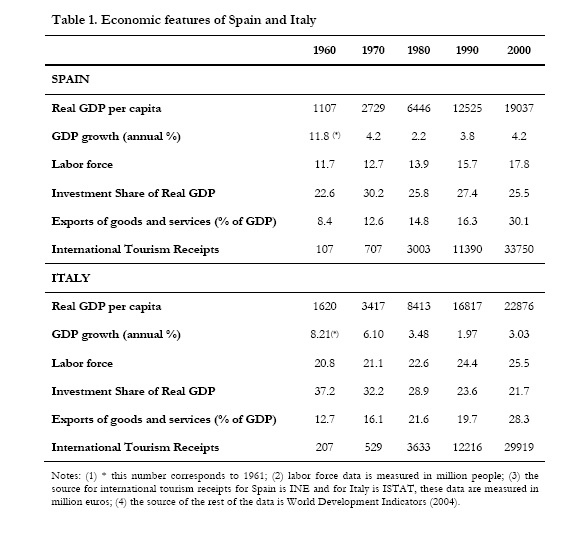 Table 1. Economic features of Spain and Italy
1960 1970 1980 1990 2000
SPAIN
Real GDP per capita 1107 2729 6446 12525 19037
GDP growth (annual %) 11.8 (*) 4.2 2.2 3.8 4.2
Labor force 11.7 12.7 13.9 15.7 17.8
Investment Share of Real GDP 22.6 30.2 25.8 27.4 25.5
Exports of goods and services (% of GDP) 8.4 12.6 14.8 16.3 30.1
International Tourism Receipts 107 707 3003 11390 33750
ITALY
Real GDP per capita 1620 3417 8413 16817 22876
GDP growth (annual %) 8.21(*) 6.10 3.48 1.97 3.03
Labor force 20.8 21.1 22.6 24.4 25.5
Investment Share of Real GDP 37.2 32.2 28.9 23.6 21.7
Exports of goods and services (% of GDP) 12.7 16.1 21.6 19.7 28.3
International Tourism Receipts 207 529 3633 12216 29919
Notes: (1) * this number corresponds to 1961; (2) labor force data is measured in million people; (3) the
source for international tourism receipts for Spain is INE and for Italy is ISTAT, these data are measured in
million euros; (4) the source of the rest of the data is World Development Indicators (2004).